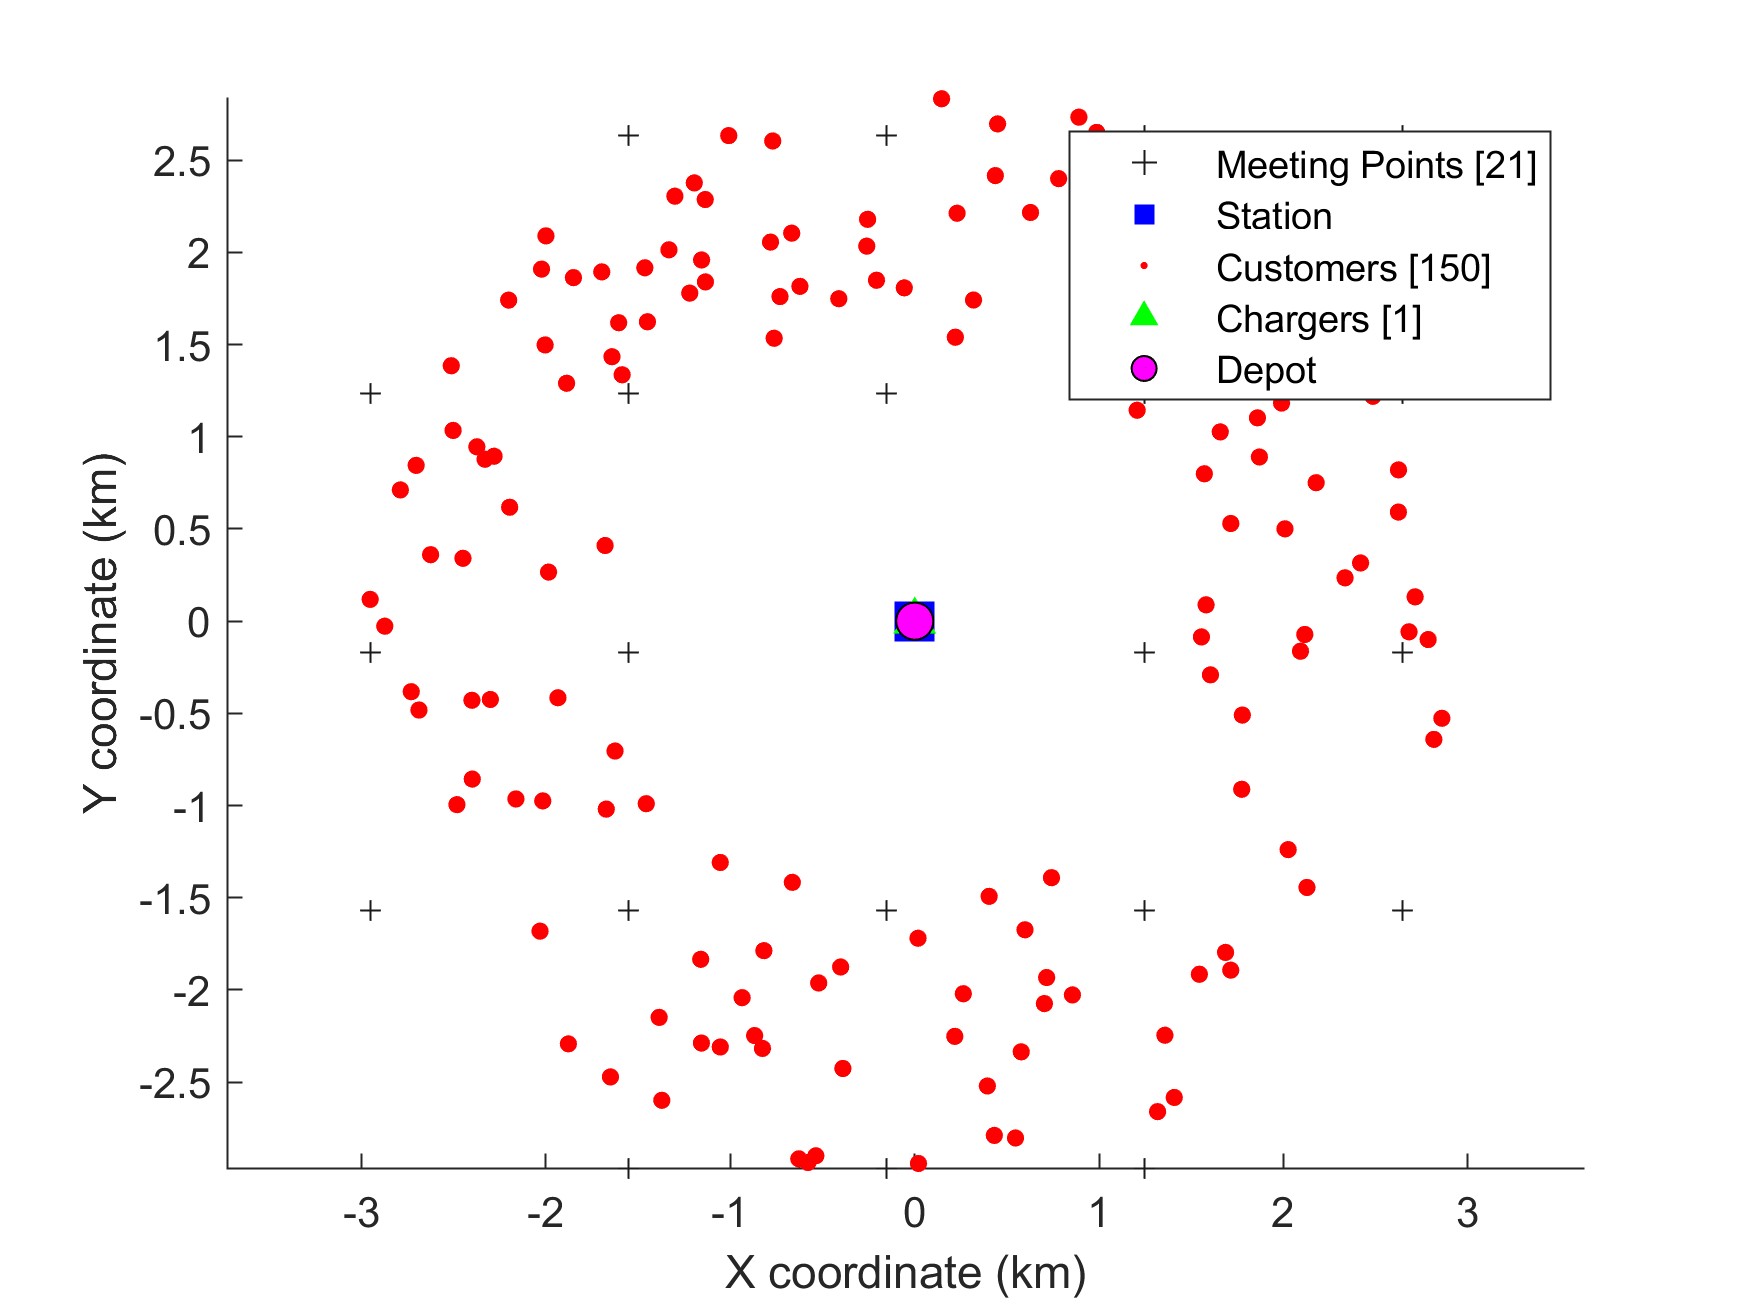 2.5
2
1.5
1
0.5
0
-0.5
-1
-1.5
-2
-2.5
Y coordinate (km)
-3 -2 -1 0 1 2 3
X coordinate (km)
Meeting Points [21]
Station
Customers [150]
Chargers [1]
Depot